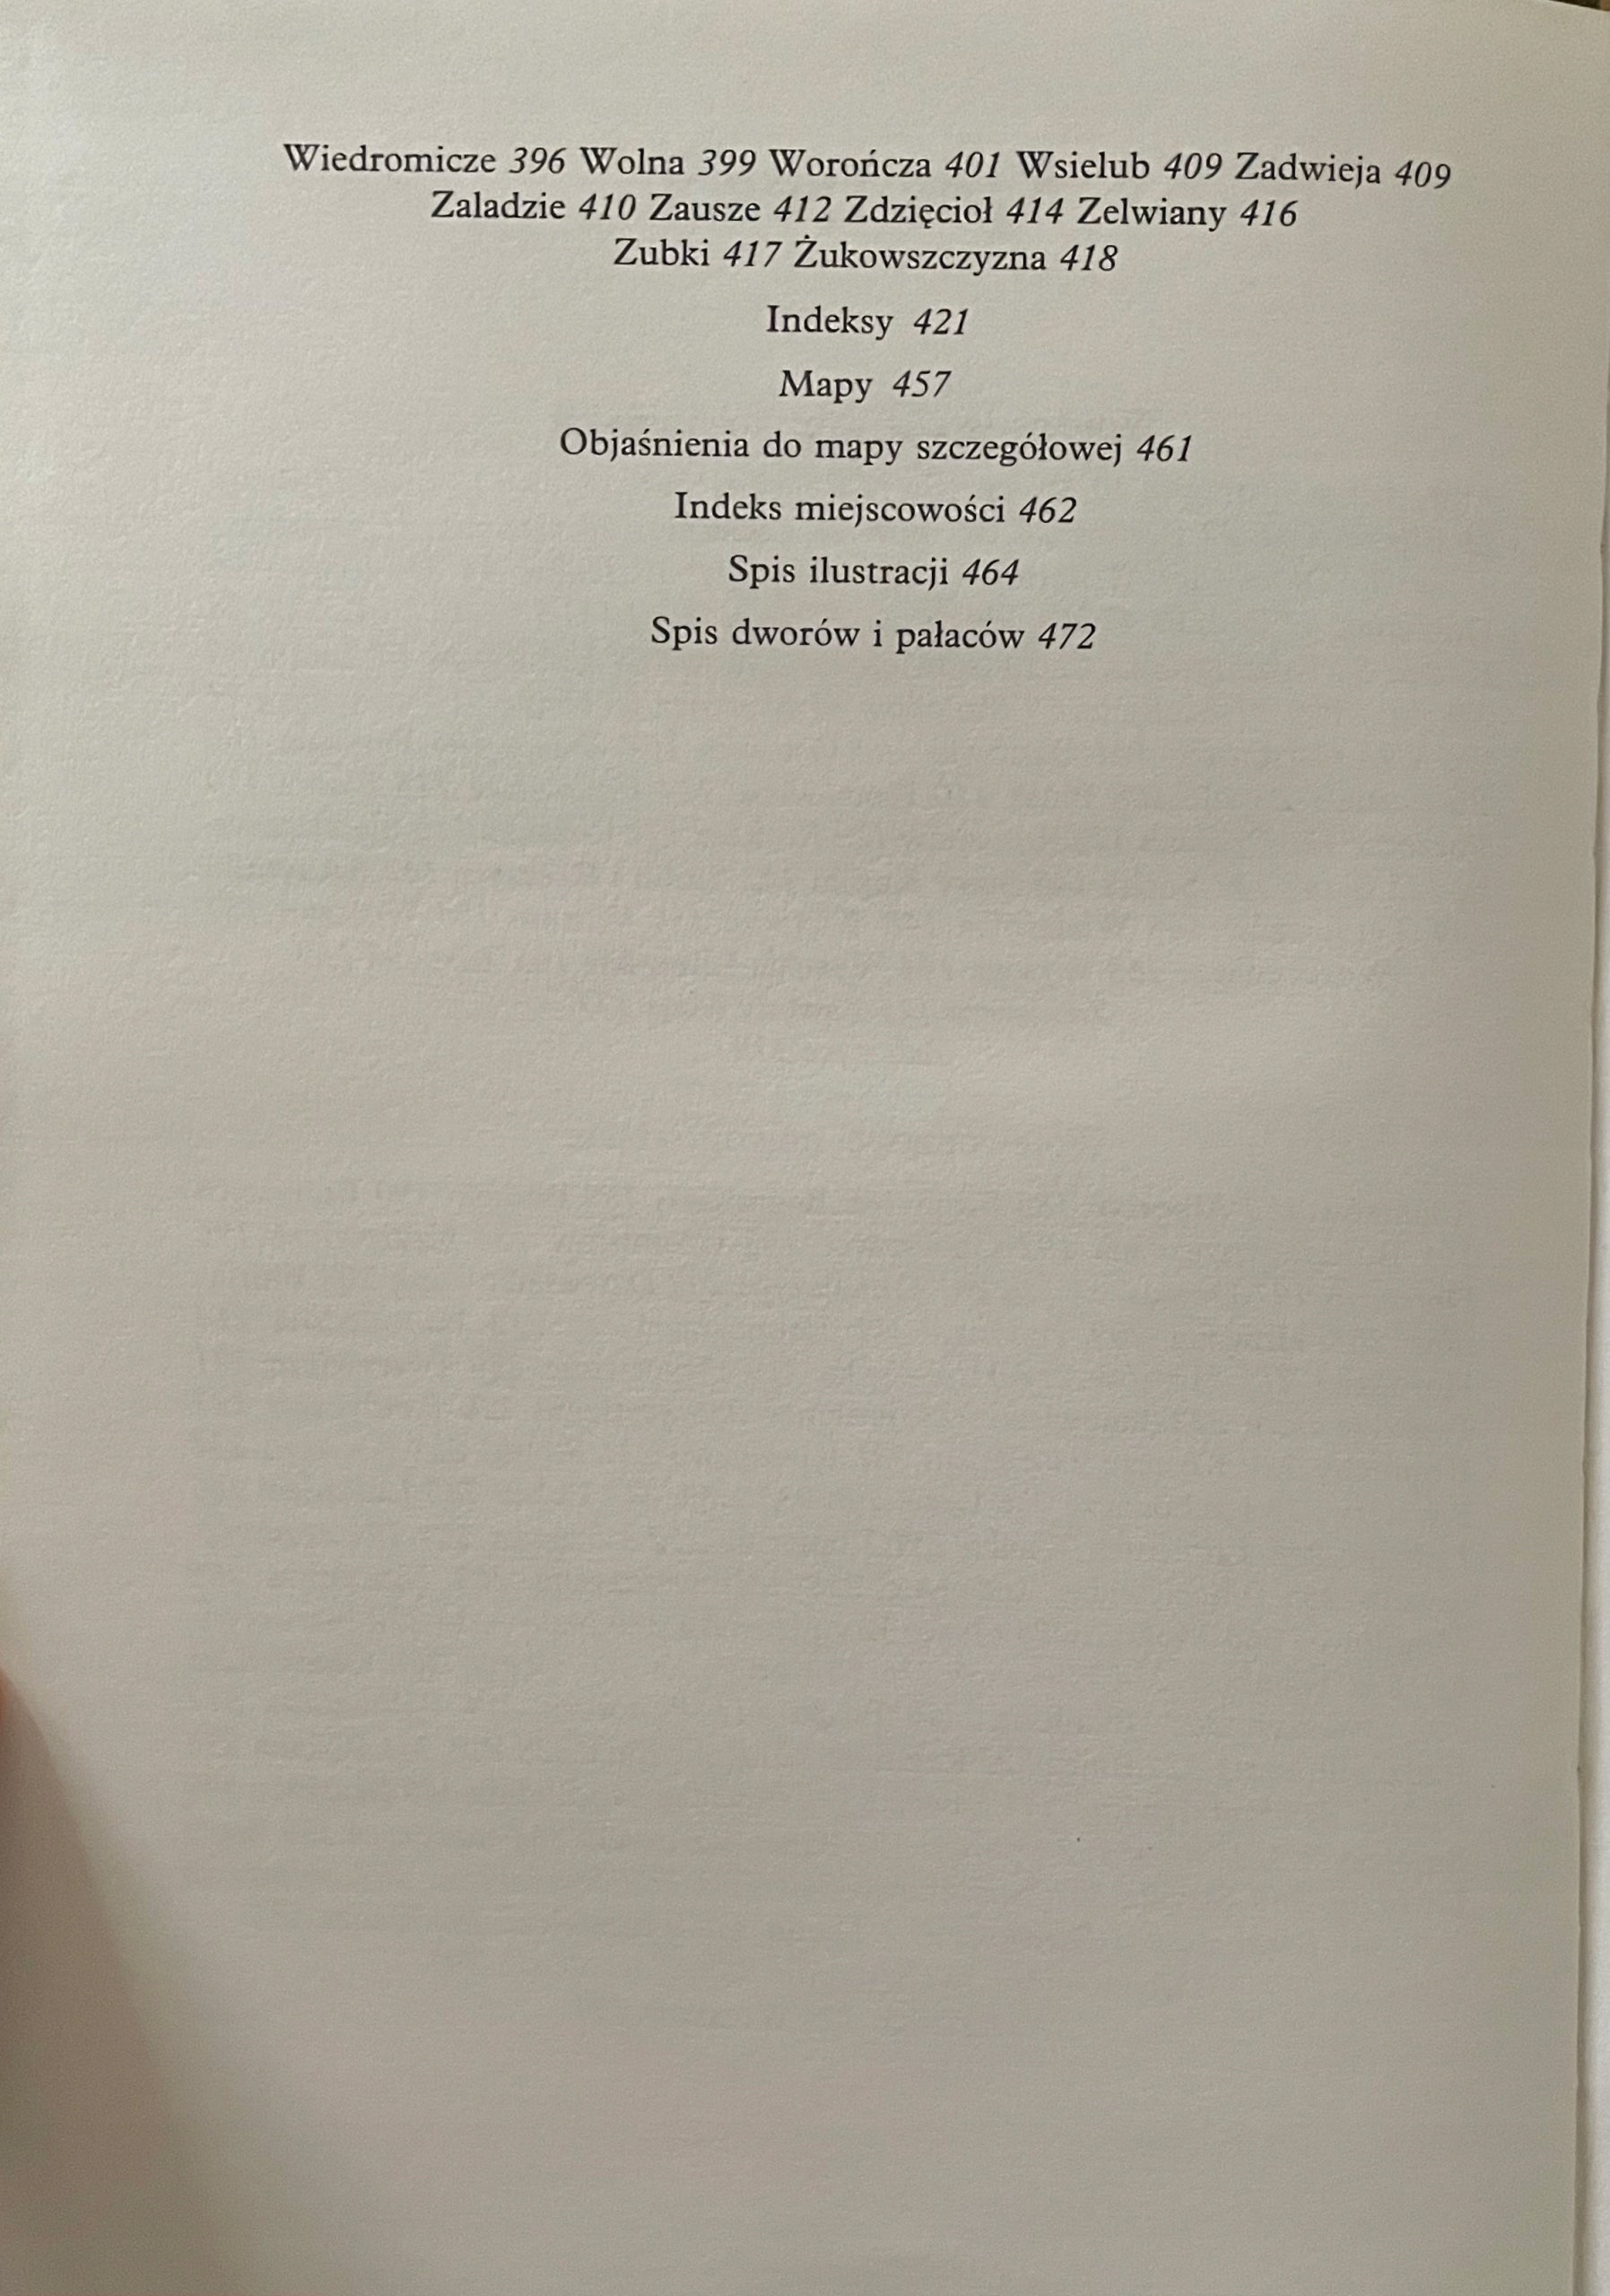 Wiedromicze 396 Wolna 399 Worończa 401 Wsielub 409 Zadwieja 409
Zaladzie 410 Zausze 412 Zdzięcioł 414 Zelwiany 416
Zubki 417 Żukowszczyzna 418
Indeksy 421
Mapy 457
Objaśnienia do mapy szczegółowej 461
Indeks miejscowości 462
Spis ilustracji 464
Spis dworów i pałaców 472